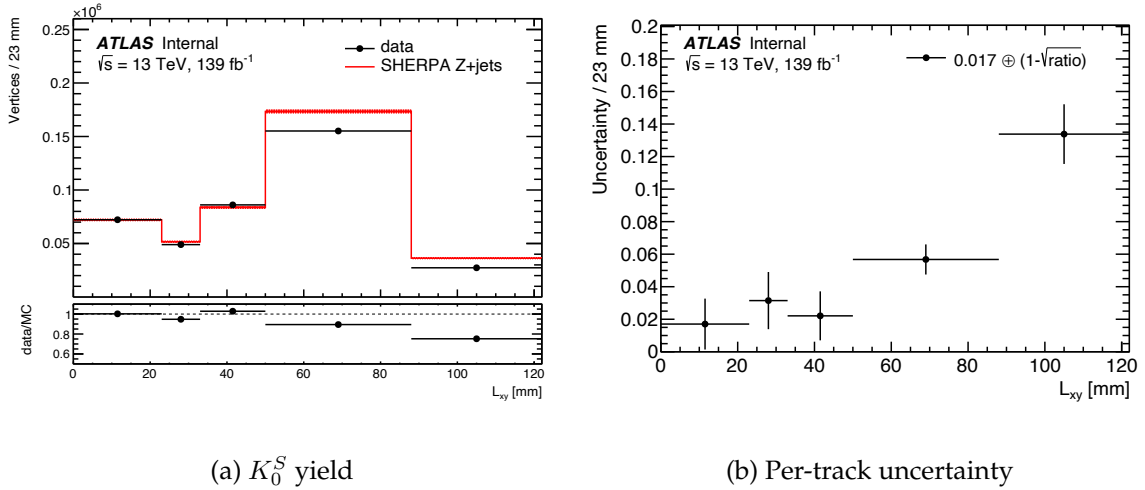 ×10⁶
ATLAS Internal
√s = 13 TeV, 139 fb⁻¹
data
SHERPA Z+jets
Vertices / 23 mm
0.25
0.2
0.15
0.1
0.05
data/MC
1
0.8
0.6
0 20 40 60 80 100 120
L_xy [mm]
(a) K₀^S yield
ATLAS Internal
√s = 13 TeV, 139 fb⁻¹
0.017 ⊕ (1-√ratio)
Uncertainty / 23 mm
0.2
0.18
0.16
0.14
0.12
0.1
0.08
0.06
0.04
0.02
0
0 20 40 60 80 100 120
L_xy [mm]
(b) Per-track uncertainty